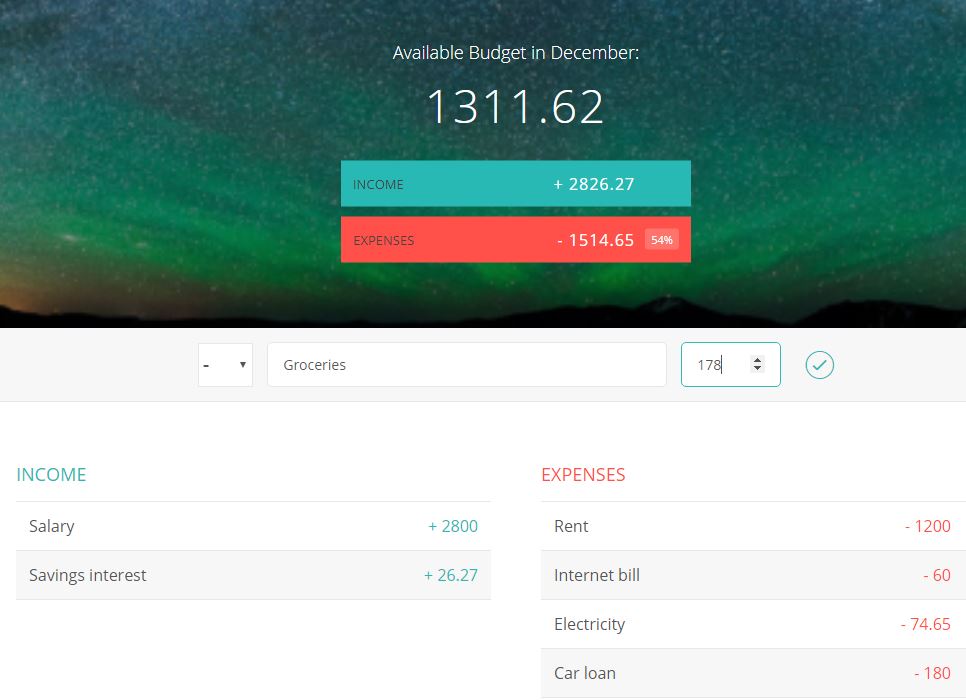 Available Budget in December:
1311.62
INCOME + 2826.27
EXPENSES - 1514.65 54%
- Groceries 178
INCOME
Salary + 2800
Savings interest + 26.27
EXPENSES
Rent - 1200
Internet bill - 60
Electricity - 74.65
Car loan - 180